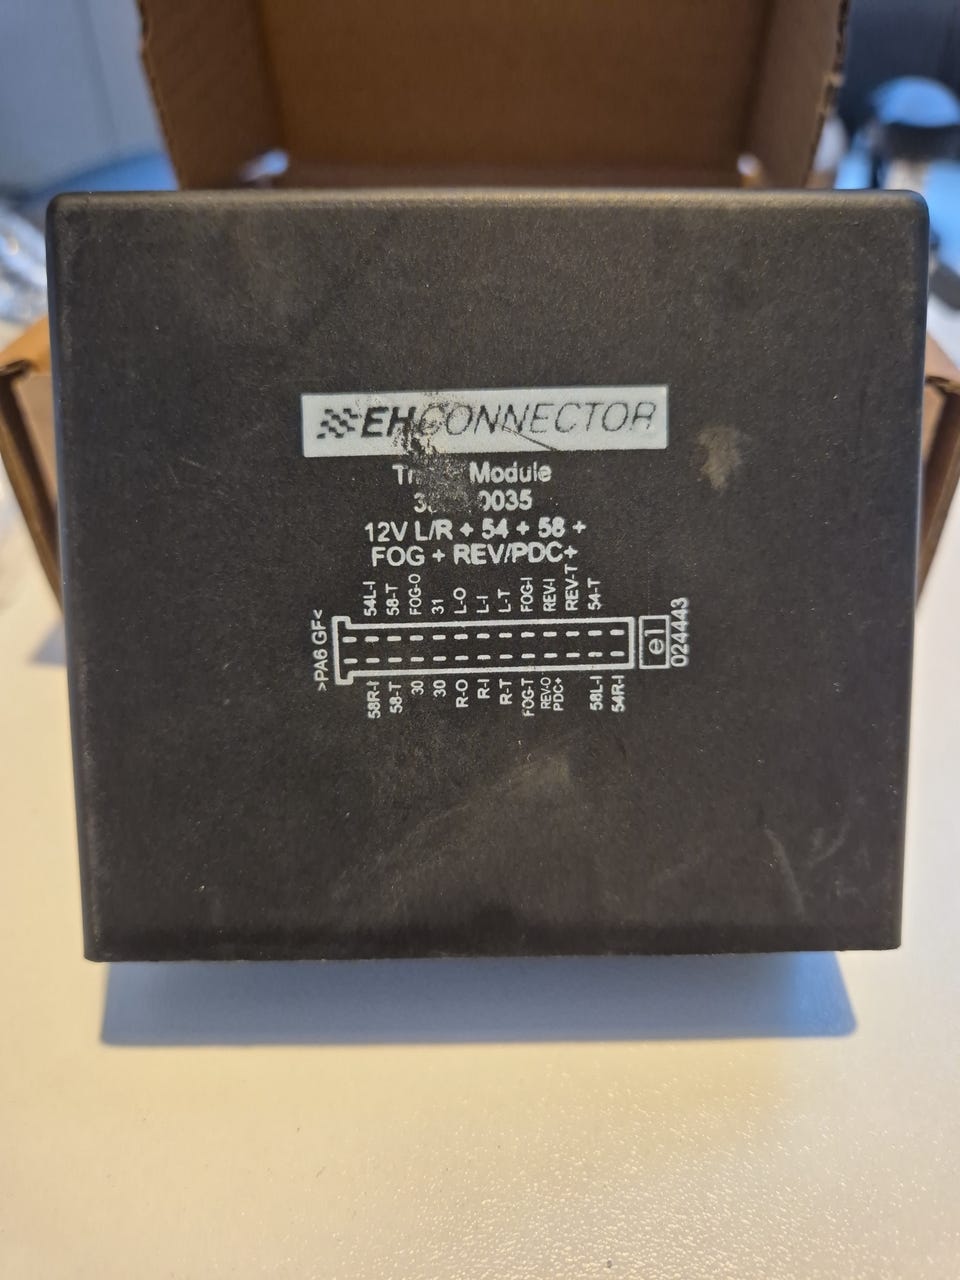 EHCONNECTOR
Module
0035
12V L/R + 54 + 58 +
FOG + REV/PDC+
54L-I
58-T
FOG-O
31
L-O
L-I
L-T
FOG-I
REV-I
REV-T
54-T
>PA6 GF<
e1
024443
58R-I
58-T
30
30
R-O
R-I
R-T
FOG-T
REV-O
PDC+
58L-I
54R-I